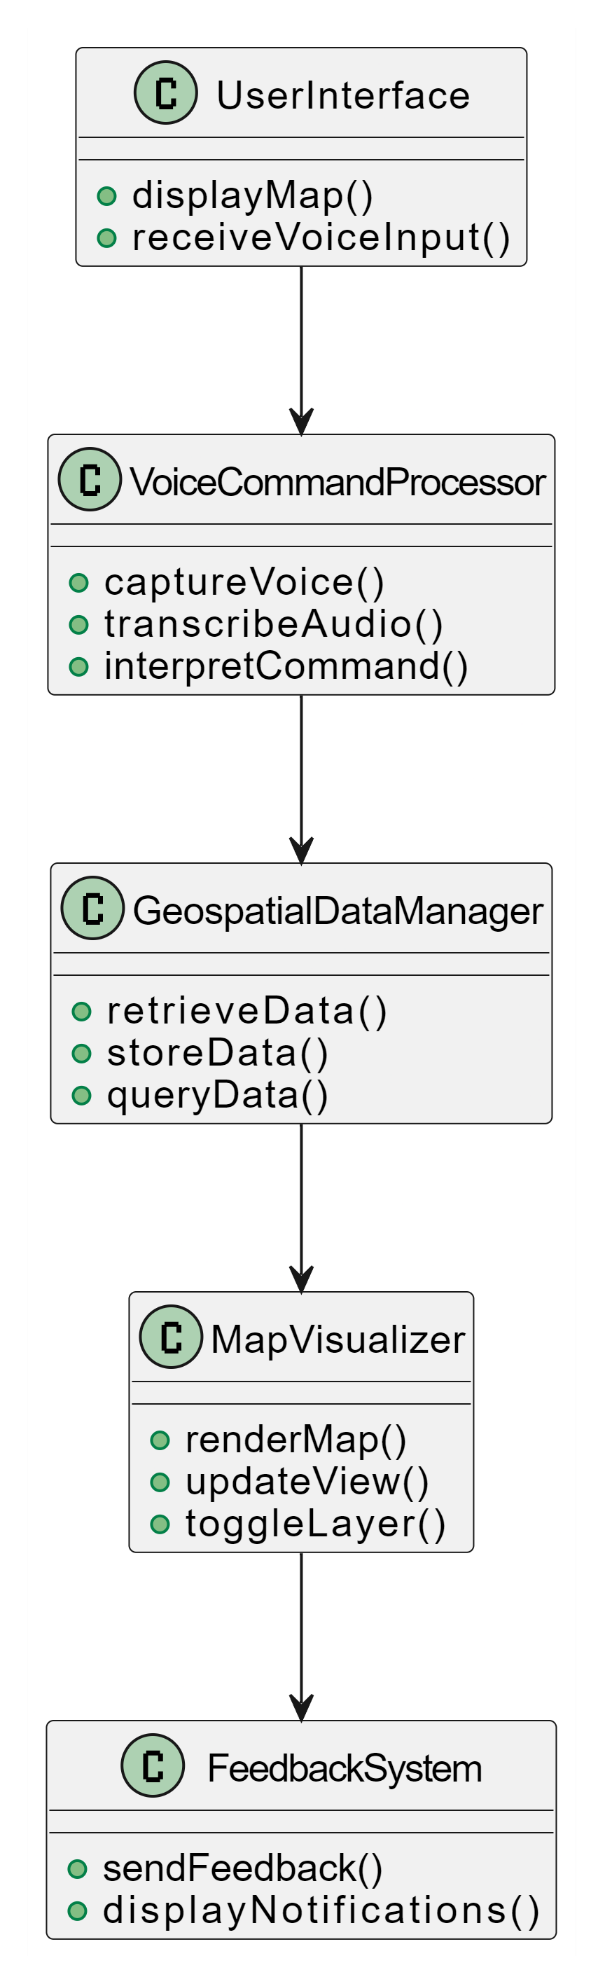 C UserInterface
displayMap()
receiveVoiceInput()
C VoiceCommandProcessor
captureVoice()
transcribeAudio()
interpretCommand()
C GeospatialDataManager
retrieveData()
storeData()
queryData()
C MapVisualizer
renderMap()
updateView()
toggleLayer()
C FeedbackSystem
sendFeedback()
displayNotifications()